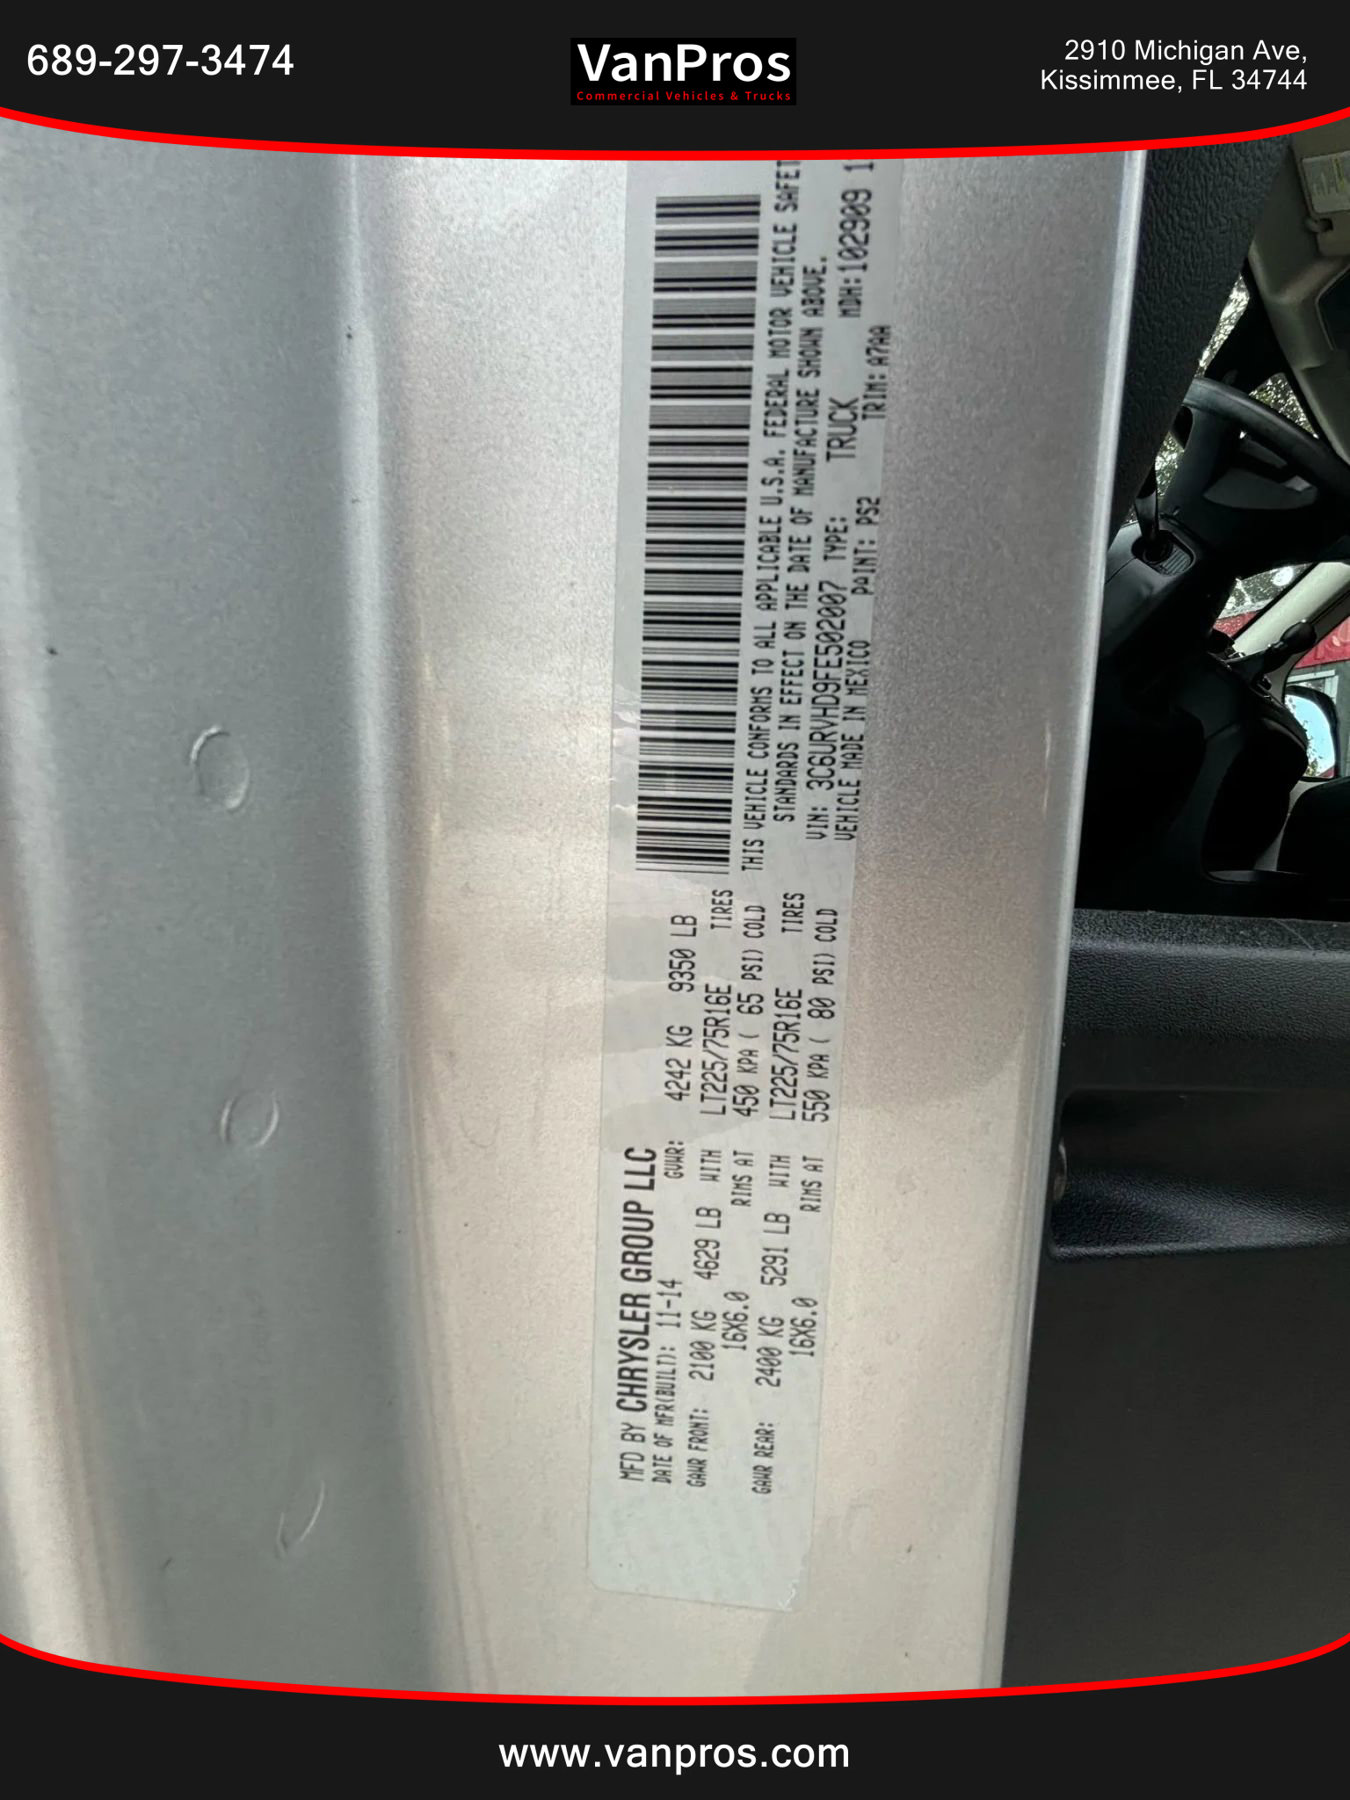 689-297-3474
VanPros
Commercial Vehicles & Trucks
2910 Michigan Ave,
Kissimmee, FL 34744
MFD BY CHRYSLER GROUP LLC
DATE OF MFR(BUILT): 11-14 GVWR: 4242 KG 9350 LB
GAWR FRONT: 2100 KG 4629 LB WITH LT225/75R16E TIRES
16X6.0 RIMS AT 450 KPA ( 65 PSI) COLD
GAWR REAR: 2400 KG 5291 LB WITH LT225/75R16E TIRES
16X6.0 RIMS AT 550 KPA ( 80 PSI) COLD
THIS VEHICLE CONFORMS TO ALL APPLICABLE U.S.A. FEDERAL MOTOR VEHICLE SAFET
STANDARDS IN EFFECT ON THE DATE OF MANUFACTURE SHOWN ABOVE.
VIN: 3C6URVHD9FE502007 TYPE: TRUCK MDH:102909 1
VEHICLE MADE IN MEXICO PAINT: PS2 TRIM: A7AA
www.vanpros.com